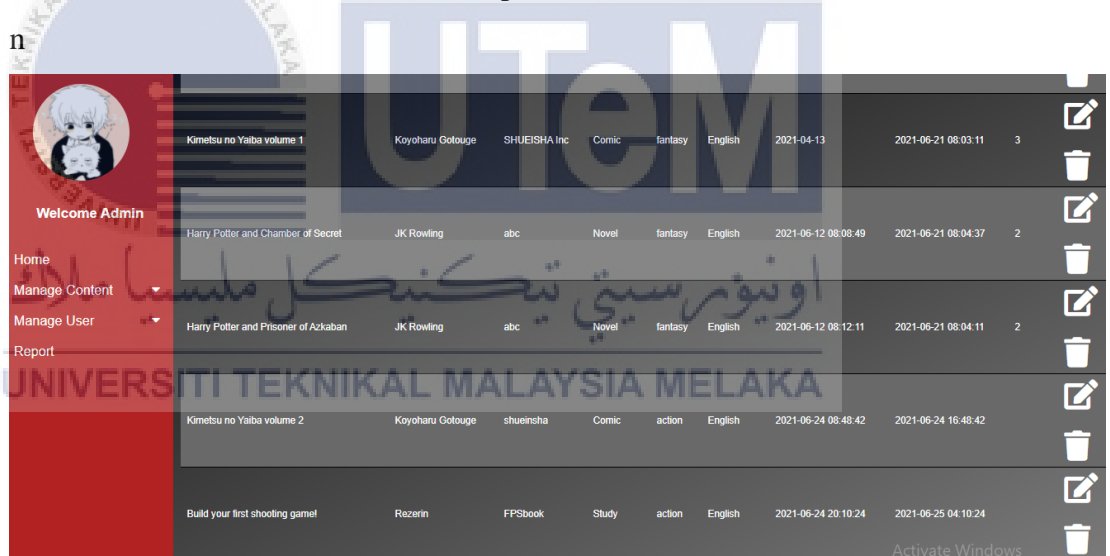 n
UTeM
Kimetsu no Yaiba volume 1 Koyoharu Gotouge SHUEISHA Inc Comic fantasy English 2021-04-13 2021-06-21 08:03:11 3
Welcome Admin
Harry Potter and Chamber of Secret JK Rowling abc Novel fantasy English 2021-06-12 08:08:49 2021-06-21 08:04:37 2
Home
Manage Content
اونيۏرسيتي تيكنيكل مليسيا ملاك
Manage User
Harry Potter and Prisoner of Azkaban JK Rowling abc Novel fantasy English 2021-06-12 08:12:11 2021-06-21 08:04:11 2
Report
UNIVERSITI TEKNIKAL MALAYSIA MELAKA
Kimetsu no Yaiba volume 2 Koyoharu Gotouge shueinsha Comic action English 2021-06-24 08:48:42 2021-06-24 16:48:42
Build your first shooting game! Rezerin FPSbook Study action English 2021-06-24 20:10:24 2021-06-25 04:10:24
Activate Windows